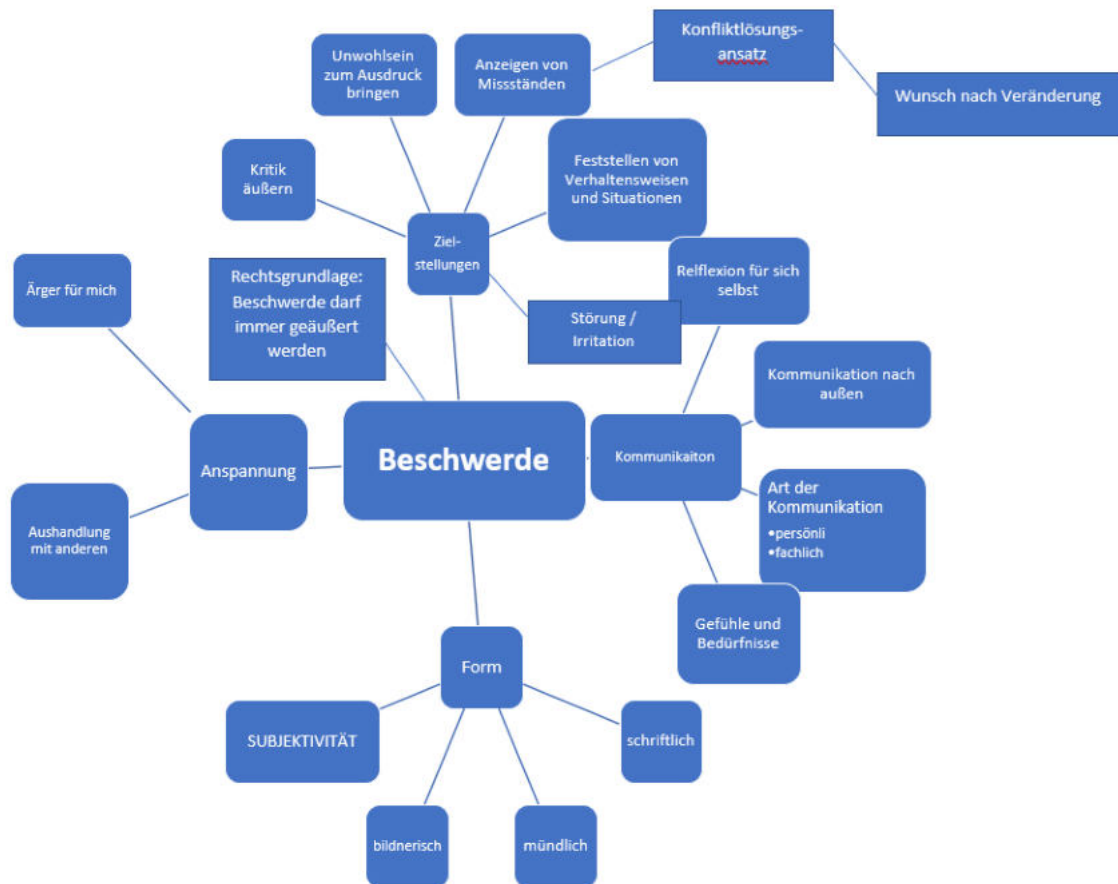 Konfliktlösungs-
ansatz
Wunsch nach Veränderung
Unwohlsein
zum Ausdruck
bringen
Anzeigen von
Missständen
Kritik
äußern
Feststellen von
Verhaltensweisen
und Situationen
Ziel-
stellungen
Relflexion für sich
selbst
Ärger für mich
Rechtsgrundlage:
Beschwerde darf
immer geäußert
werden
Störung /
Irritation
Kommunikation nach
außen
Anspannung
Beschwerde
Kommunikaiton
Art der
Kommunikation
•persönli
•fachlich
Aushandlung
mit anderen
Gefühle und
Bedürfnisse
Form
SUBJEKTIVITÄT
schriftlich
bildnerisch
mündlich